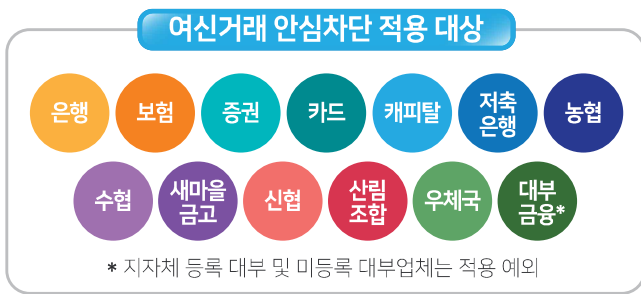 여신거래 안심차단 적용 대상
은행 보험 증권 카드 캐피탈 저축은행 농협
수협 새마을금고 신협 산림조합 우체국 대부금융*
* 지자체 등록 대부 및 미등록 대부업체는 적용 예외